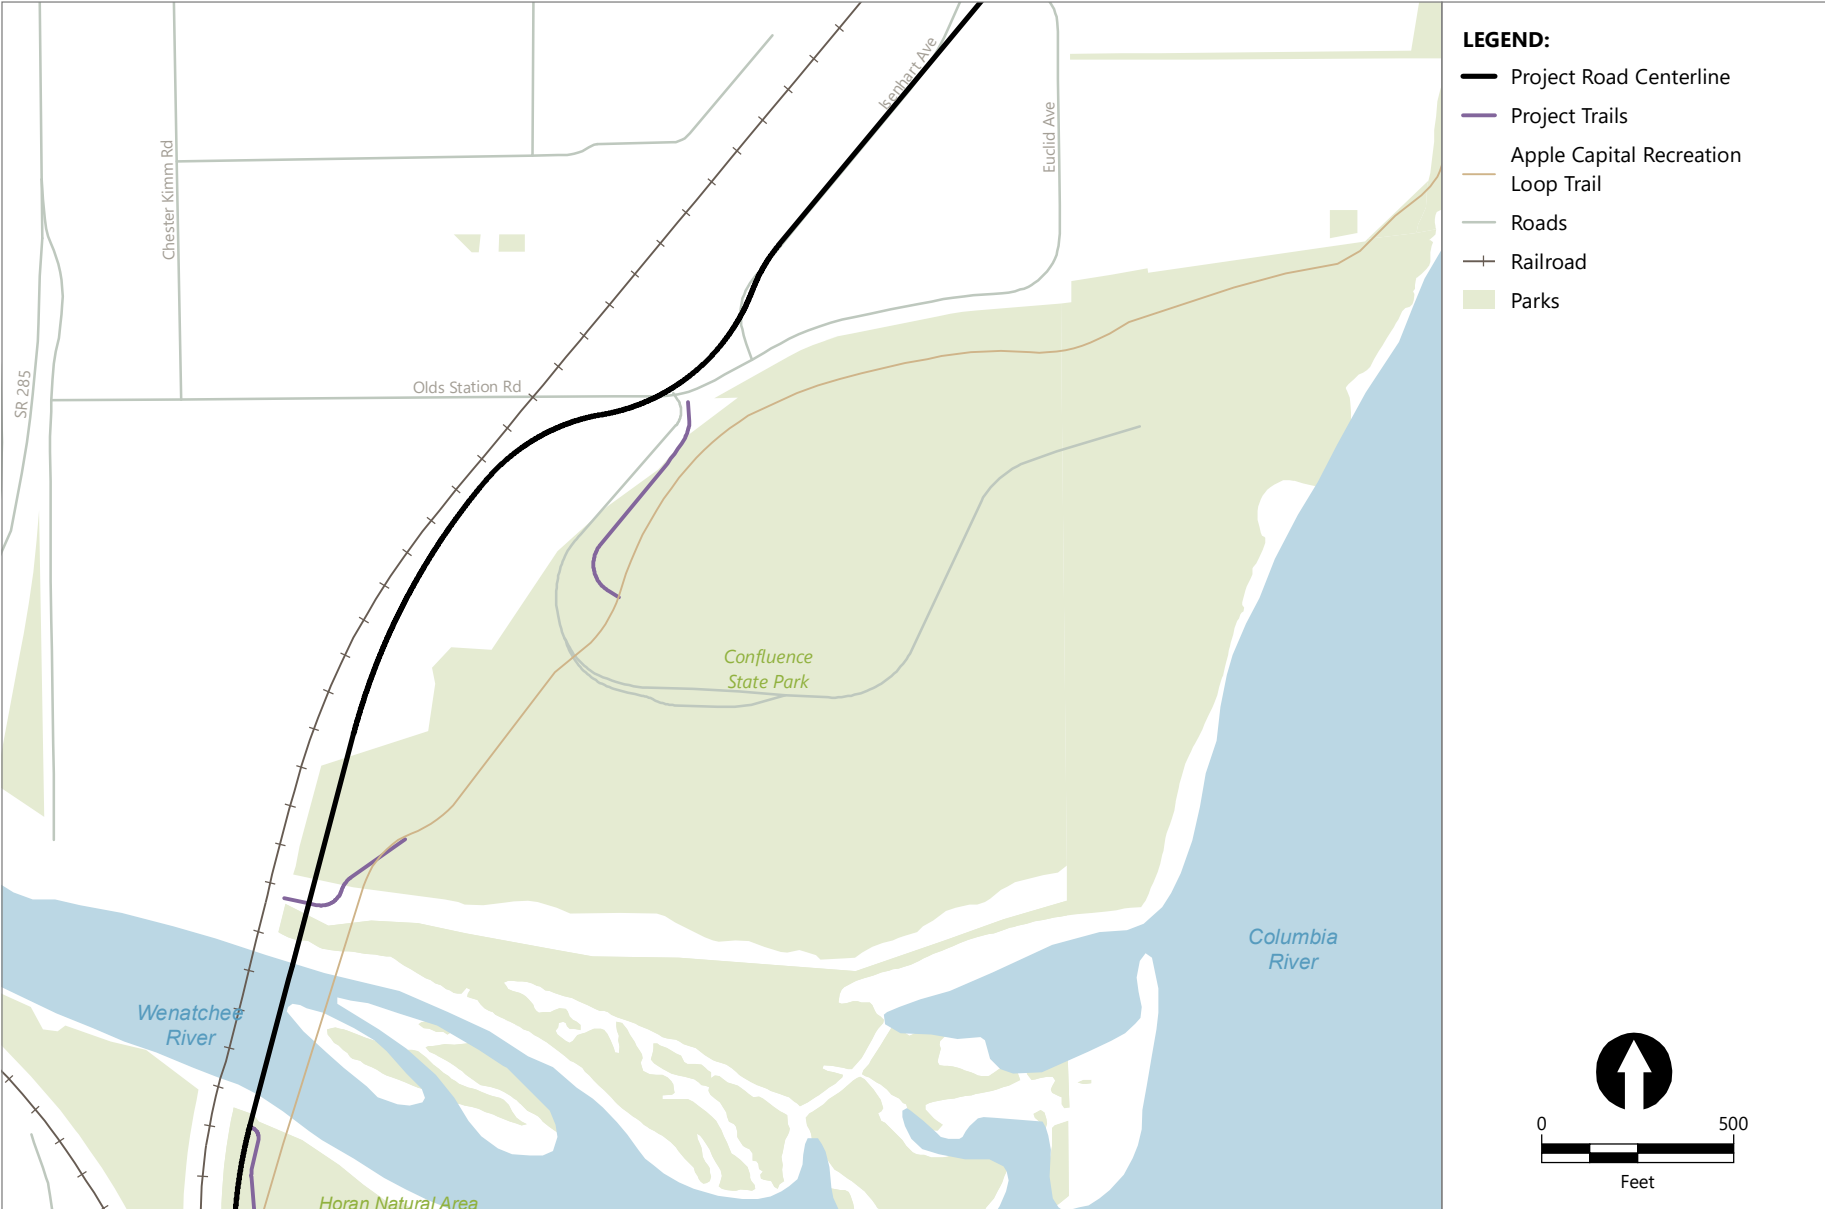 Isenhart Ave
Euclid Ave
Chester Kimm Rd
SR 285
Olds Station Rd
Confluence
State Park
Columbia
River
Wenatchee
River
Horan Natural Area
LEGEND:
Project Road Centerline
Project Trails
Apple Capital Recreation
Loop Trail
Roads
Railroad
Parks
0 500
Feet